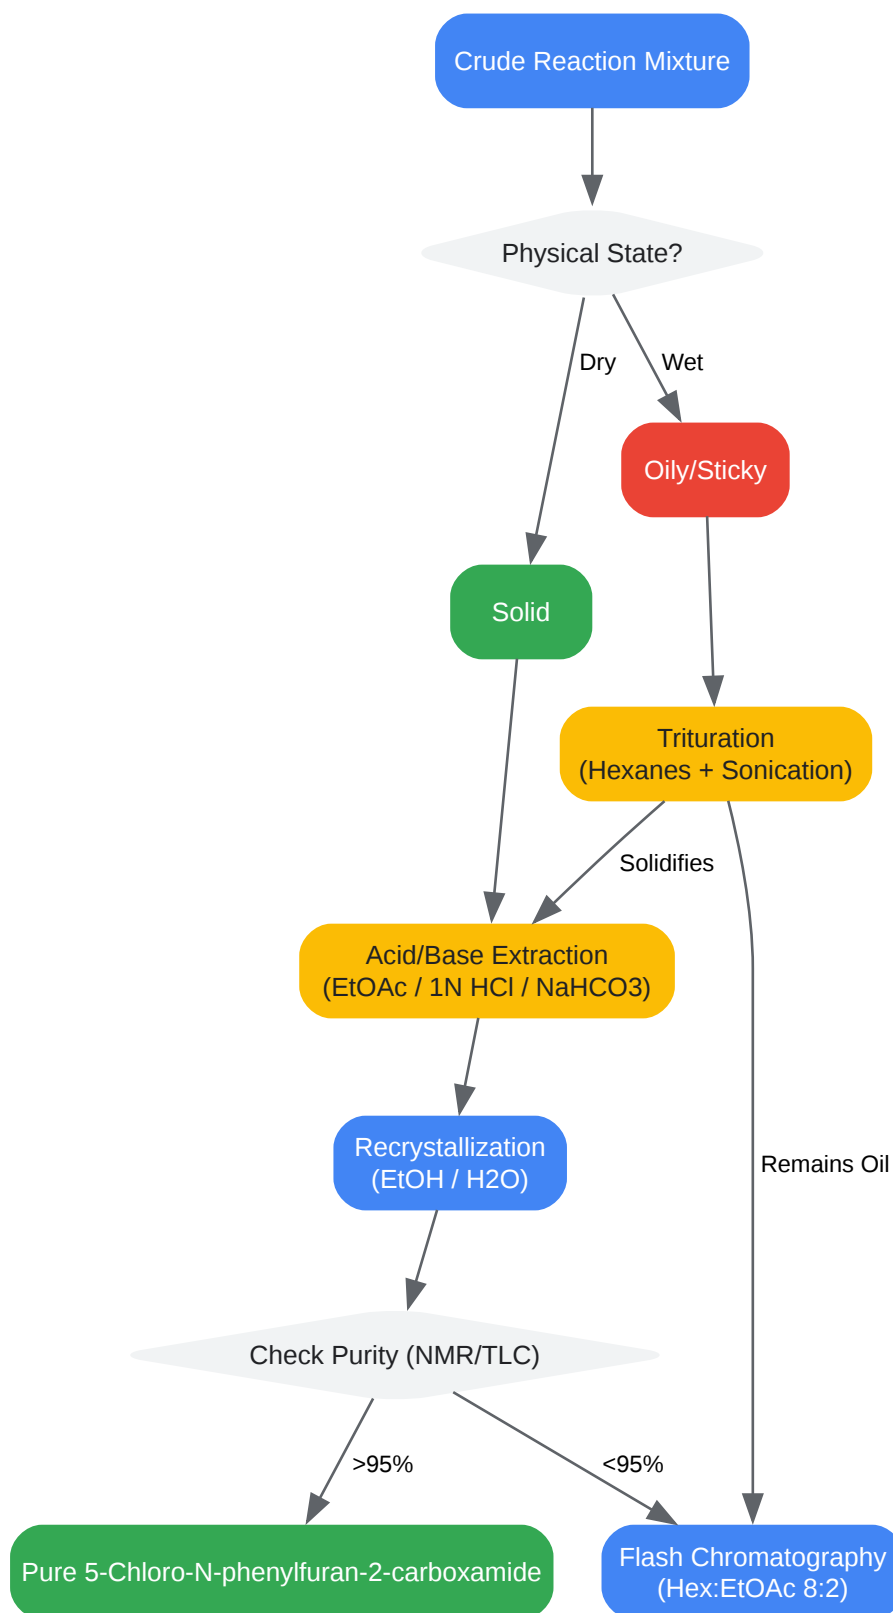 Crude Reaction Mixture
Physical State?
Dry
Wet
Oily/Sticky
Solid
Trituration
(Hexanes + Sonication)
Solidifies
Acid/Base Extraction
(EtOAc / 1N HCl / NaHCO3)
Recrystallization
(EtOH / H2O)
Remains Oil
Check Purity (NMR/TLC)
>95%
<95%
Pure 5-Chloro-N-phenylfuran-2-carboxamide
Flash Chromatography
(Hex:EtOAc 8:2)